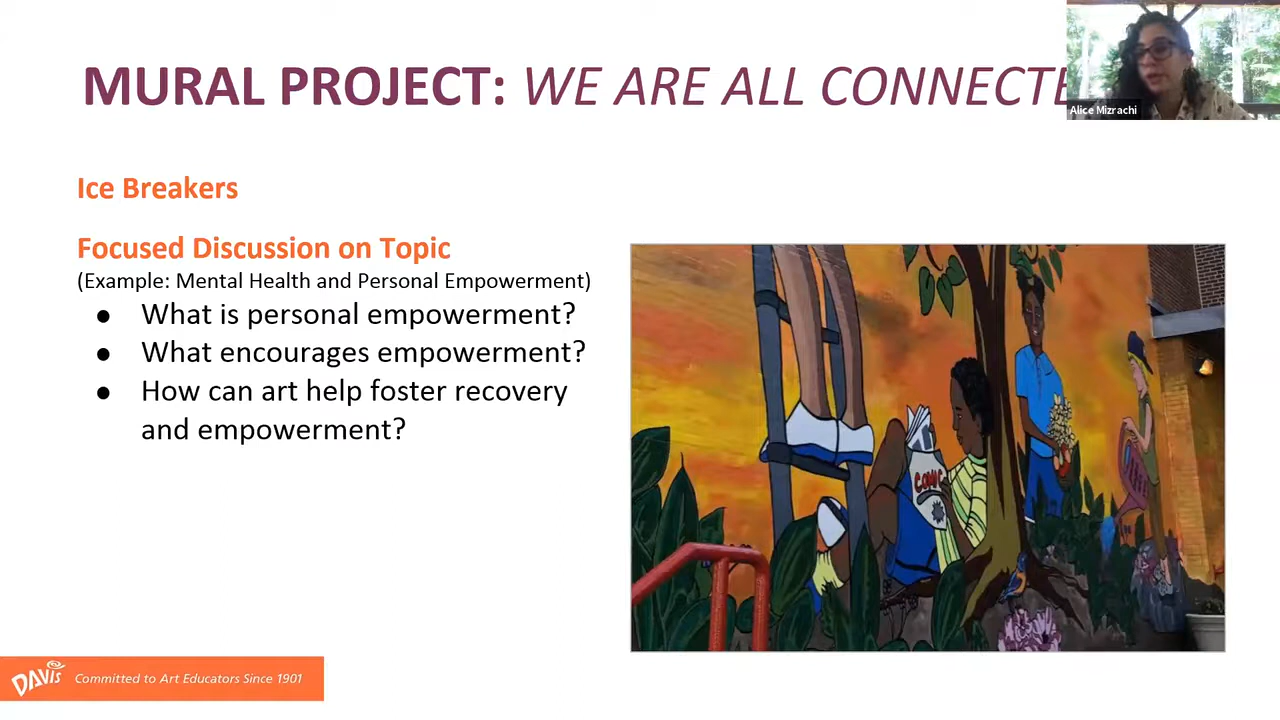 MURAL PROJECT: WE ARE ALL CONNECTE
Alice Mizrachi
Ice Breakers
Focused Discussion on Topic
(Example: Mental Health and Personal Empowerment)
● What is personal empowerment?
● What encourages empowerment?
● How can art help foster recovery
and empowerment?
COMIC
DAVIS Committed to Art Educators Since 1901